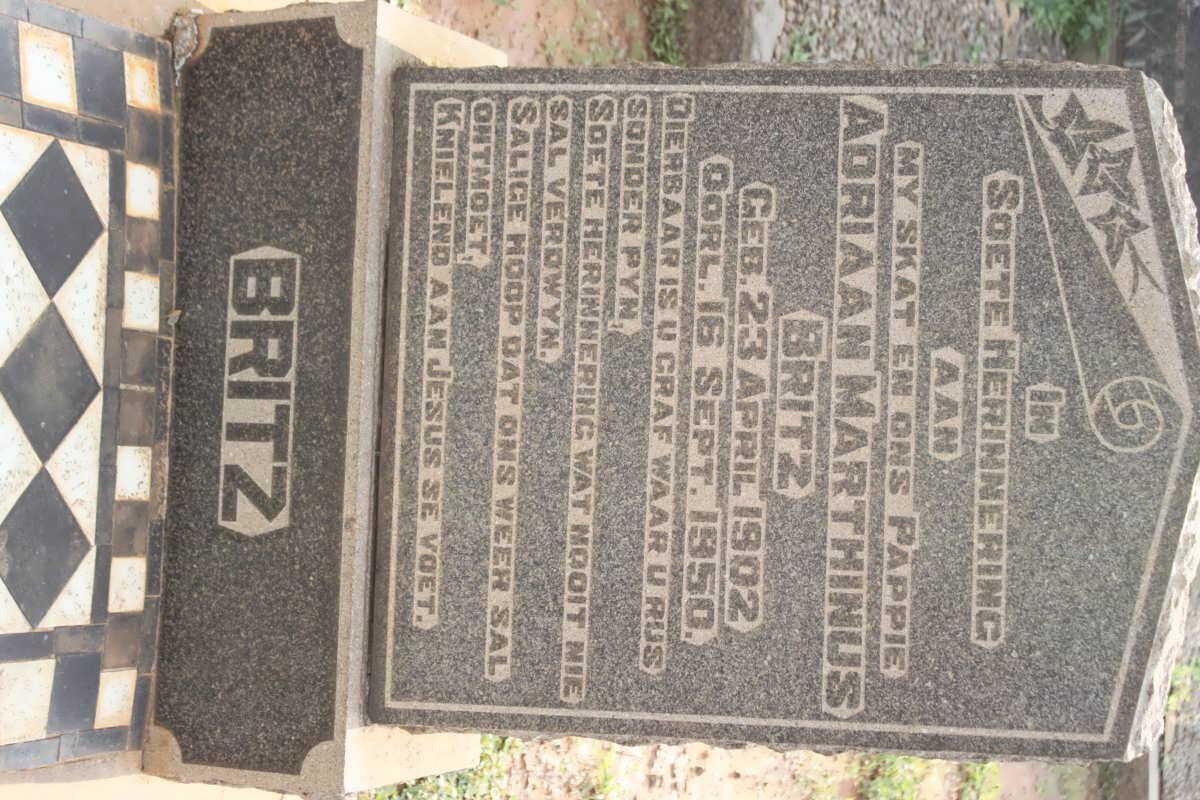 IN
SOETE HERINNERING
AAN
MY SKAT EN ONS PAPPIE
ADRIAAN MARTHINUS
BRITZ
GEB. 23 APRIL 1902
OORL. 16 SEPT. 1950.
DIERBAAR IS U GRAF WAAR U RUS
SONDER PYN,
SOETE HERINNERING WAT NOOIT NIE
SAL VERDWYN.
SALIGE HOOP DAT ONS WEER SAL
ONTMOET,
KNIELEND AAN JESUS SE VOET.
BRITZ